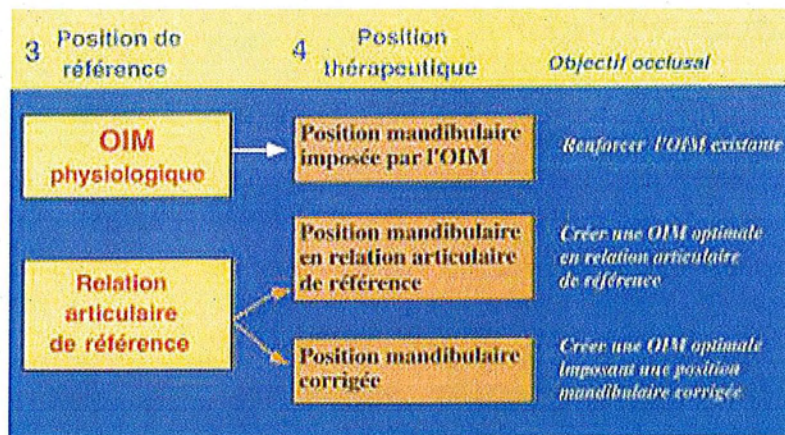 3 Position de
référence
4 Position
thérapeutique
Objectif occlusal
OIM
physiologique
Position mandibulaire
imposée par l'OIM
Renforcer l'OIM existante
Relation
articulaire
de référence
Position mandibulaire
en relation articulaire
de référence
Créer une OIM optimale
en relation articulaire
de référence
Position mandibulaire
corrigée
Créer une OIM optimale
imposant une position
mandibulaire corrigée